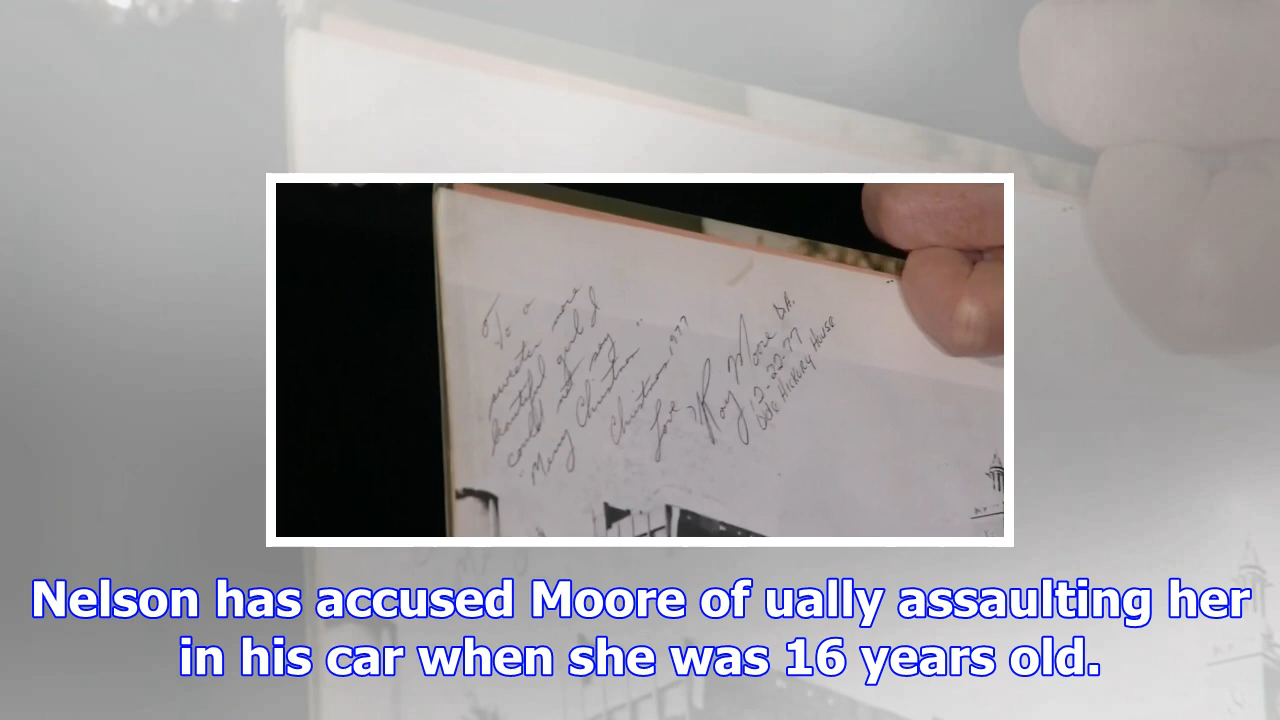 To a
sweeter more
beautiful girl I
could not say
"Merry Christmas"
Christmas 1977
Love
Roy Moore DA.
12-22-77
Olde Hickory House
Nelson has accused Moore of ually assaulting her
in his car when she was 16 years old.